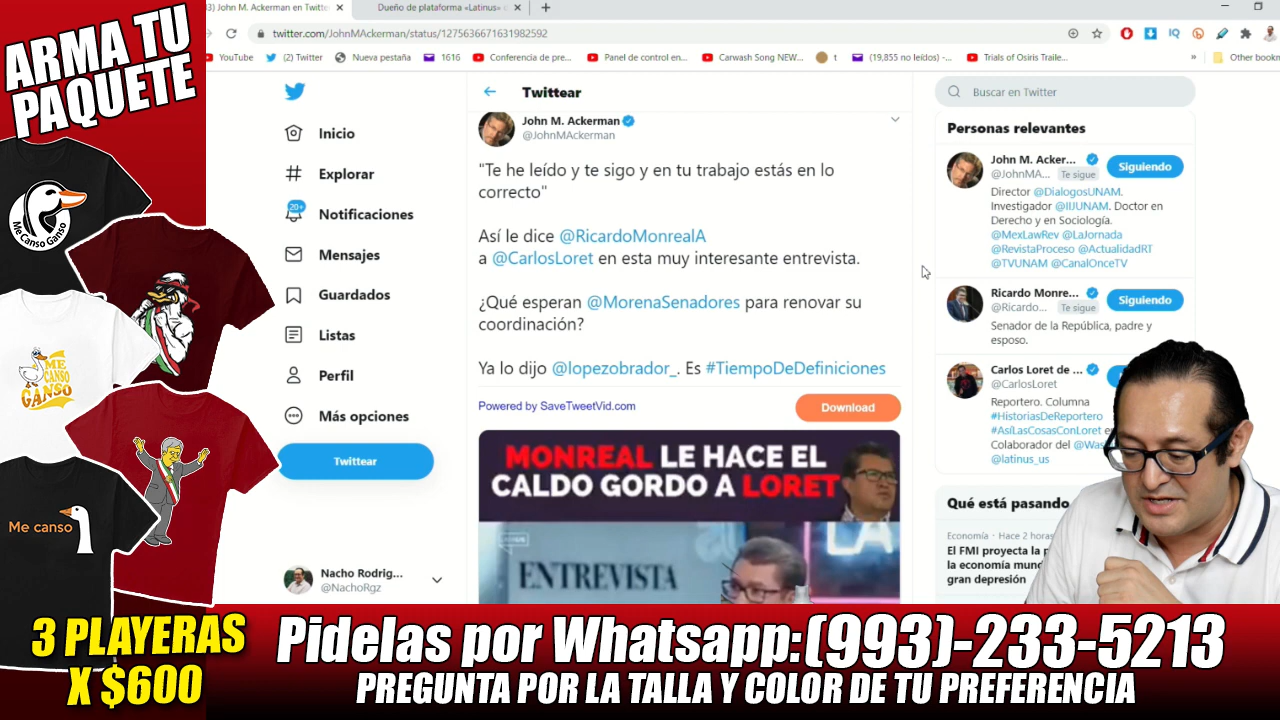 ARMA TU
PAQUETE
Me Canso Ganso
ME
CANSO
GANSO
Me canso
3 PLAYERAS
X $600
Pidelas por Whatsapp:(993)-233-5213
PREGUNTA POR LA TALLA Y COLOR DE TU PREFERENCIA
John M. Ackerman en Twitte
Dueño de plataforma «Latinus»
twitter.com/JohnMAckerman/status/1275636671631982592
YouTube
(2) Twitter
Nueva pestaña
1616
Conferencia de pre...
Panel de control en...
Carwash Song NEW...
t
(19,855 no leídos) -...
Trials of Osiris Traile...
»
Other bookm
Inicio
Explorar
20+
Notificaciones
Mensajes
Guardados
Listas
Perfil
Más opciones
Twittear
Nacho Rodrig...
@NachoRgz
Twittear
John M. Ackerman
@JohnMAckerman
"Te he leído y te sigo y en tu trabajo estás en lo
correcto"
Así le dice @RicardoMonrealA
a @CarlosLoret en esta muy interesante entrevista.
¿Qué esperan @MorenaSenadores para renovar su
coordinación?
Ya lo dijo @lopezobrador_. Es #TiempoDeDefiniciones
Powered by SaveTweetVid.com
Download
MONREAL LE HACE EL
CALDO GORDO A LORET
ENTREVISTA
LA
Buscar en Twitter
Personas relevantes
John M. Acker...
@JohnMA... Te sigue
Siguiendo
Director @DialogosUNAM.
Investigador @IIJUNAM. Doctor en
Derecho y en Sociología.
@MexLawRev @LaJornada
@RevistaProceso @ActualidadRT
@TVUNAM @CanalOnceTV
Ricardo Monre...
@Ricardo... Te sigue
Siguiendo
Senador de la República, padre y
esposo.
Carlos Loret de ...
@CarlosLoret
Reportero. Columna
#HistoriasDeReportero
#AsíLasCosasConLoret e
Colaborador del @Was
@latinus_us
Qué está pasando
Economía · Hace 2 horas
El FMI proyecta la p
la economía mun
gran depresión